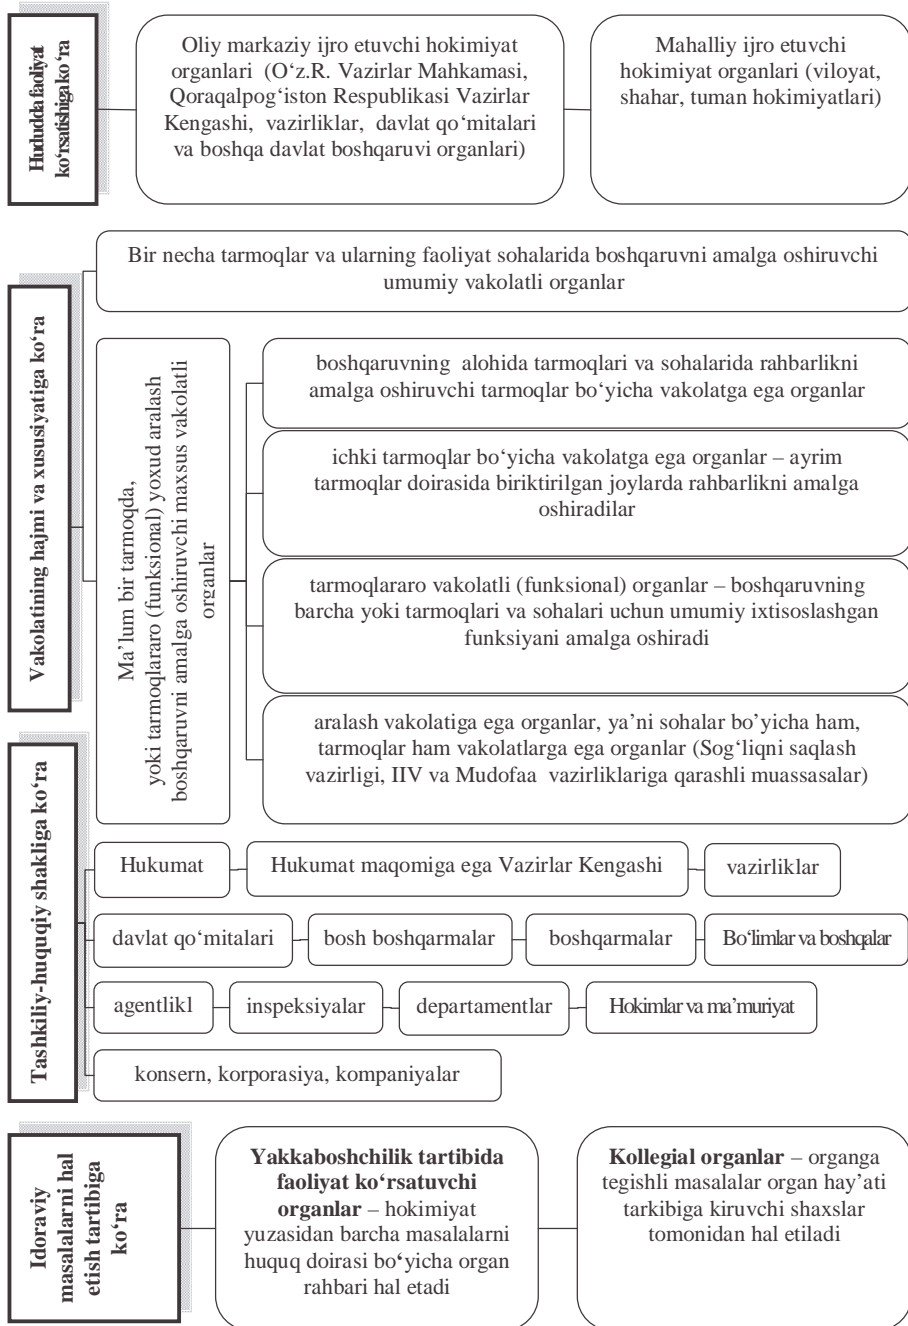 Hududda faoliyat
ko‘rsatishiga ko‘ra
Oliy markaziy ijro etuvchi hokimiyat
organlari (O‘z.R. Vazirlar Mahkamasi,
Qoraqalpog‘iston Respublikasi Vazirlar
Kengashi, vazirliklar, davlat qo‘mitalari
va boshqa davlat boshqaruvi organlari)
Mahalliy ijro etuvchi
hokimiyat organlari (viloyat,
shahar, tuman hokimiyatlari)
Vakolatining hajmi va xususiyatiga ko‘ra
Bir necha tarmoqlar va ularning faoliyat sohalarida boshqaruvni amalga oshiruvchi
umumiy vakolatli organlar
Ma’lum bir tarmoqda,
yoki tarmoqlararo (funksional) yoxud aralash
boshqaruvni amalga oshiruvchi maxsus vakolatli
organlar
boshqaruvning alohida tarmoqlari va sohalarida rahbarlikni
amalga oshiruvchi tarmoqlar bo‘yicha vakolatga ega organlar
ichki tarmoqlar bo‘yicha vakolatga ega organlar – ayrim
tarmoqlar doirasida biriktirilgan joylarda rahbarlikni amalga
oshiradilar
tarmoqlararo vakolatli (funksional) organlar – boshqaruvning
barcha yoki tarmoqlari va sohalari uchun umumiy ixtisoslashgan
funksiyani amalga oshiradi
aralash vakolatiga ega organlar, ya’ni sohalar bo’yicha ham,
tarmoqlar ham vakolatlarga ega organlar (Sog‘liqni saqlash
vazirligi, IIV va Mudofaa vazirliklariga qarashli muassasalar)
Tashkiliy-huquqiy shakliga ko‘ra
Hukumat
Hukumat maqomiga ega Vazirlar Kengashi
vazirliklar
davlat qo‘mitalari
bosh boshqarmalar
boshqarmalar
Bo‘limlar va boshqalar
agentlikl
inspeksiyalar
departamentlar
Hokimlar va ma’muriyat
konsern, korporasiya, kompaniyalar
Idoraviy
masalalarni hal
etish tartibiga
ko‘ra
Yakkaboshchilik tartibida
faoliyat ko‘rsatuvchi
organlar – hokimiyat
yuzasidan barcha masalalarni
huquq doirasi bo‘yicha organ
rahbari hal etadi
Kollegial organlar – organga
tegishli masalalar organ hay’ati
tarkibiga kiruvchi shaxslar
tomonidan hal etiladi